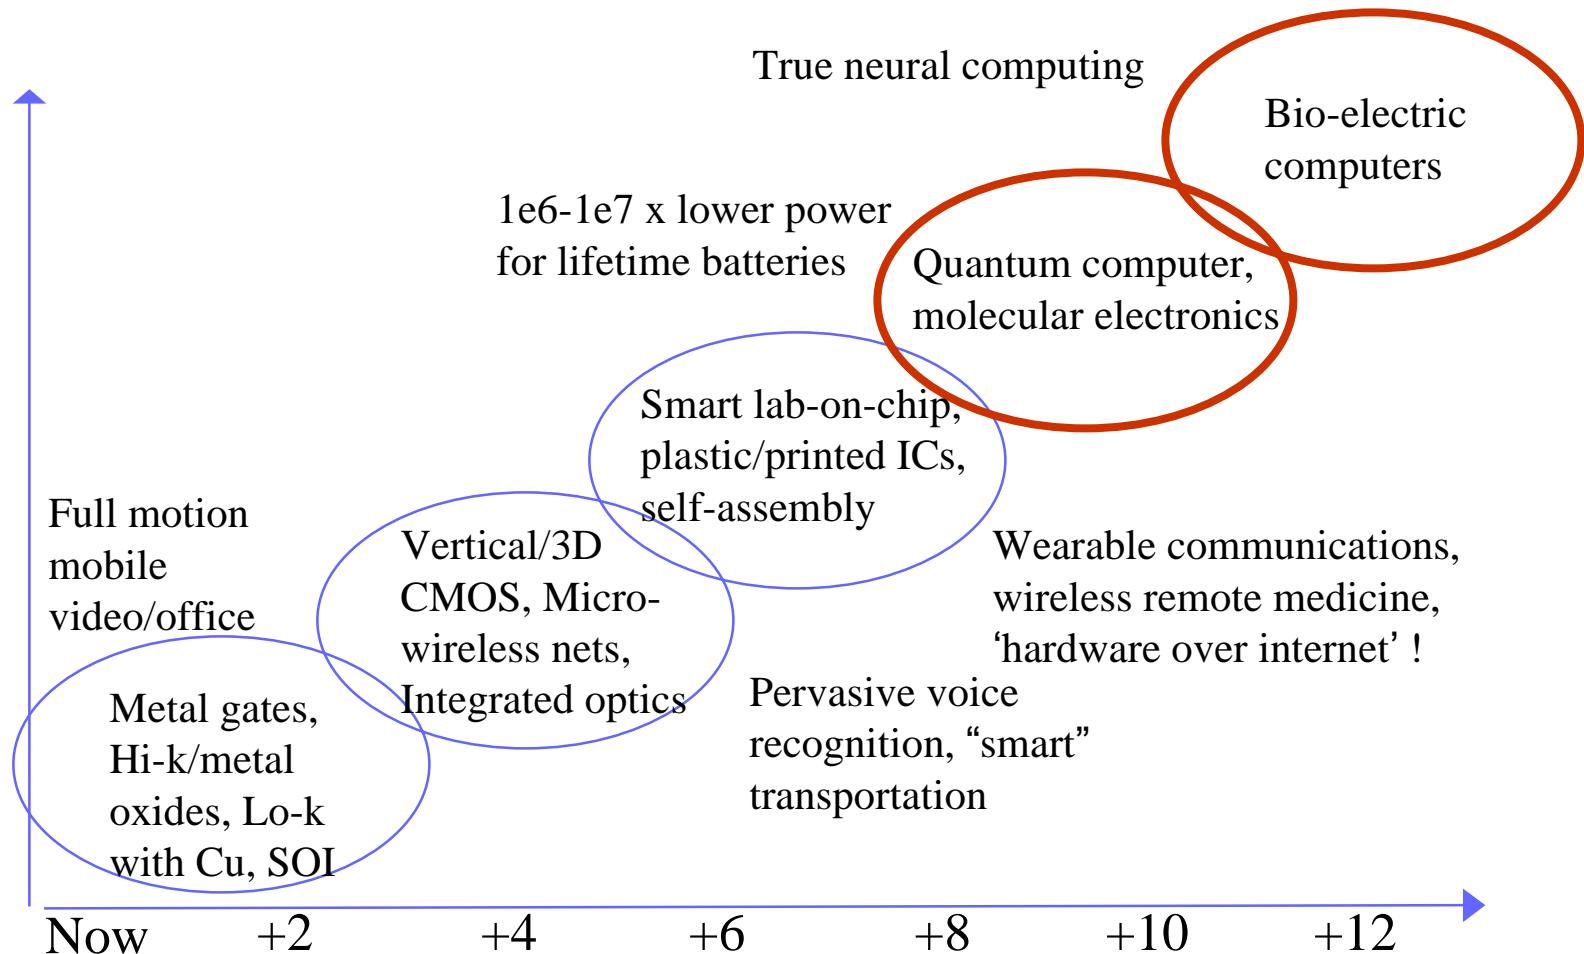 True neural computing
Bio-electric
computers
1e6-1e7 x lower power
for lifetime batteries
Quantum computer,
molecular electronics
Smart lab-on-chip,
plastic/printed ICs,
self-assembly
Full motion
mobile
video/office
Vertical/3D
CMOS, Micro-
wireless nets,
Integrated optics
Wearable communications,
wireless remote medicine,
‘hardware over internet’ !
Metal gates,
Hi-k/metal
oxides, Lo-k
with Cu, SOI
Pervasive voice
recognition, “smart”
transportation
Now +2 +4 +6 +8 +10 +12